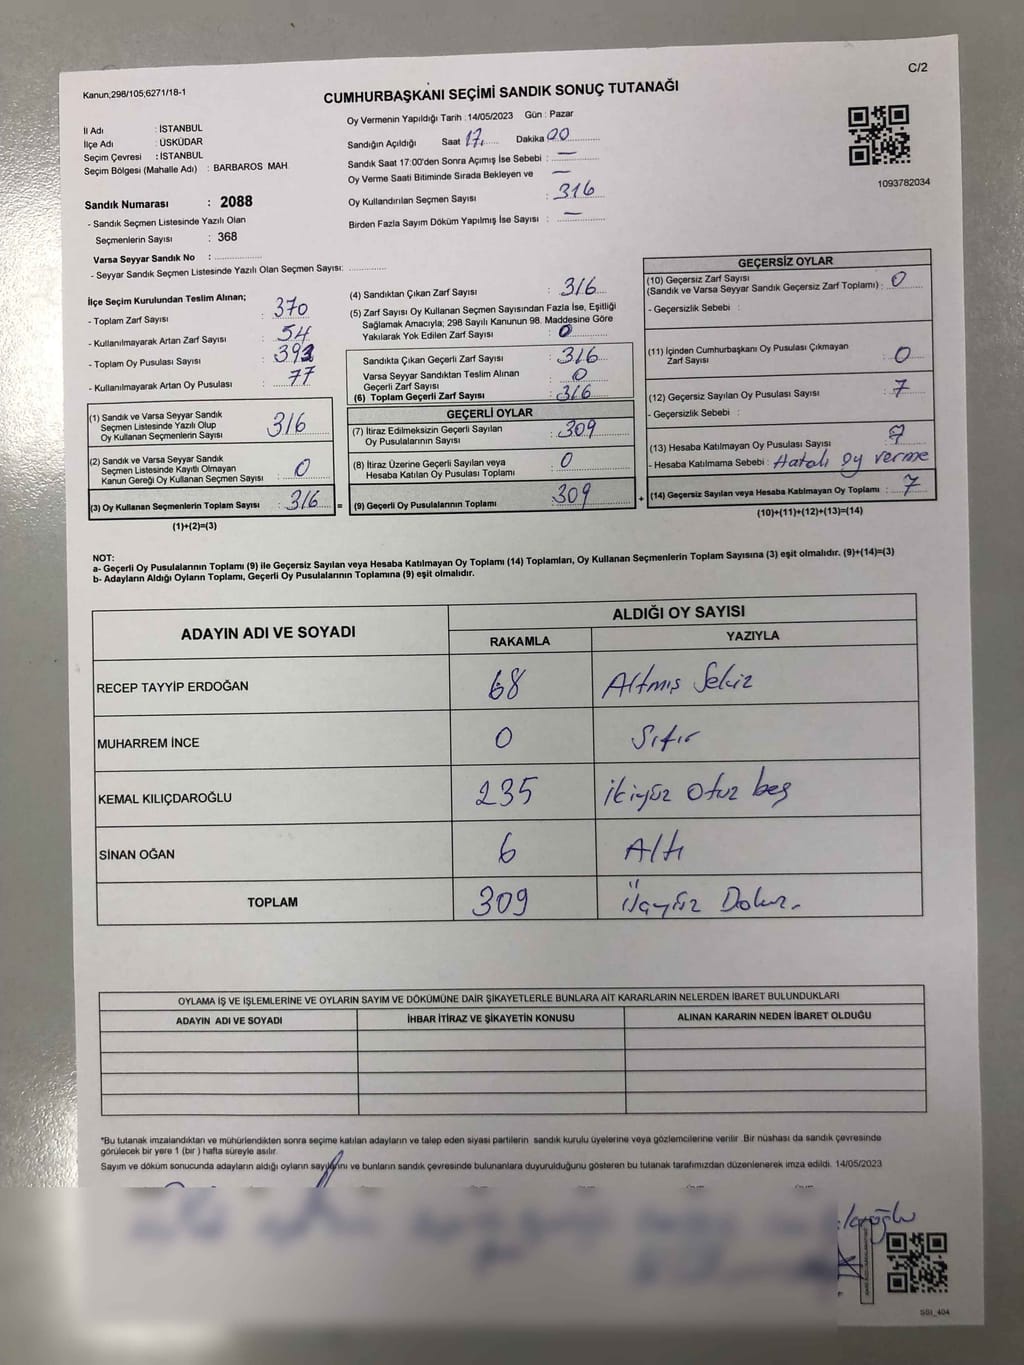 C/2
Kanun;298/105;6271/18-1
CUMHURBAŞKANI SEÇİMİ SANDIK SONUÇ TUTANAĞI
İl Adı : İSTANBUL
İlçe Adı : ÜSKÜDAR
Seçim Çevresi : İSTANBUL
Seçim Bölgesi (Mahalle Adı) : BARBAROS MAH.
Sandık Numarası : 2088
- Sandık Seçmen Listesinde Yazılı Olan
Seçmenlerin Sayısı : 368
Varsa Seyyar Sandık No :
- Seyyar Sandık Seçmen Listesinde Yazılı Olan Seçmen Sayısı:
Oy Vermenin Yapıldığı Tarih : 14/05/2023 Gün : Pazar
Sandığın Açıldığı Saat 17 Dakika 00
Sandık Saat 17:00'den Sonra Açımış İse Sebebi : —
Oy Verme Saati Bitiminde Sırada Bekleyen ve —
Oy Kullandırılan Seçmen Sayısı : 316
Birden Fazla Sayım Döküm Yapılmış İse Sayısı : —
1093782034
İlçe Seçim Kurulundan Teslim Alınan;
- Toplam Zarf Sayısı : 370
- Kullanılmayarak Artan Zarf Sayısı : 54
- Toplam Oy Pusulası Sayısı : 393
- Kullanılmayarak Artan Oy Pusulası : 77
(1) Sandık ve Varsa Seyyar Sandık
Seçmen Listesinde Yazılı Olup
Oy Kullanan Seçmenlerin Sayısı 316
(2) Sandık ve Varsa Seyyar Sandık
Seçmen Listesinde Kayıtlı Olmayan
Kanun Gereği Oy Kullanan Seçmen Sayısı : 0
(3) Oy Kullanan Seçmenlerin Toplam Sayısı : 316 =
(1)+(2)=(3)
(4) Sandıktan Çıkan Zarf Sayısı : 316
(5) Zarf Sayısı Oy Kullanan Seçmen Sayısından Fazla İse, Eşitliği
Sağlamak Amacıyla; 298 Sayılı Kanunun 98. Maddesine Göre
Yakılarak Yok Edilen Zarf Sayısı : 0
Sandıkta Çıkan Geçerli Zarf Sayısı : 316
Varsa Seyyar Sandıktan Teslim Alınan
Geçerli Zarf Sayısı : 0
(6) Toplam Geçerli Zarf Sayısı : 316
GEÇERLİ OYLAR
(7) İtiraz Edilmeksizin Geçerli Sayılan
Oy Pusulalarının Sayısı : 309
(8) İtiraz Üzerine Geçerli Sayılan veya
Hesaba Katılan Oy Pusulası Toplamı : 0
(9) Geçerli Oy Pusulalarının Toplamı : 309 +
GEÇERSİZ OYLAR
(10) Geçersiz Zarf Sayısı
(Sandık ve Varsa Seyyar Sandık Geçersiz Zarf Toplamı) : 0
- Geçersizlik Sebebi :
(11) İçinden Cumhurbaşkanı Oy Pusulası Çıkmayan
Zarf Sayısı : 0
(12) Geçersiz Sayılan Oy Pusulası Sayısı : 7
- Geçersizlik Sebebi :
(13) Hesaba Katılmayan Oy Pusulası Sayısı
- Hesaba Katılmama Sebebi : Hatalı oy verme
(14) Geçersiz Sayılan veya Hesaba Katılmayan Oy Toplamı : 7
(10)+(11)+(12)+(13)=(14)
NOT:
a- Geçerli Oy Pusulalarının Toplamı (9) ile Geçersiz Sayılan veya Hesaba Katılmayan Oy Toplamı (14) Toplamları, Oy Kullanan Seçmenlerin Toplam Sayısına (3) eşit olmalıdır. (9)+(14)=(3)
b- Adayların Aldığı Oyların Toplamı, Geçerli Oy Pusulalarının Toplamına (9) eşit olmalıdır.
ADAYIN ADI VE SOYADI
ALDIĞI OY SAYISI
RAKAMLA YAZIYLA
RECEP TAYYİP ERDOĞAN 68 Altmış Sekiz
MUHARREM İNCE 0 Sıfır
KEMAL KILIÇDAROĞLU 235 ikiyüz otuz beş
SİNAN OĞAN 6 Altı
TOPLAM 309 Üçyüz Dokuz.
OYLAMA İŞ VE İŞLEMLERİNE VE OYLARIN SAYIM VE DÖKÜMÜNE DAİR ŞİKAYETLERLE BUNLARA AİT KARARLARIN NELERDEN İBARET BULUNDUKLARI
ADAYIN ADI VE SOYADI İHBAR İTİRAZ VE ŞİKAYETİN KONUSU ALINAN KARARIN NEDEN İBARET OLDUĞU
*Bu tutanak imzalandıktan ve mühürlendikten sonra seçime katılan adayların ve talep eden siyasi partilerin sandık kurulu üyelerine veya gözlemcilerine verilir. Bir nüshası da sandık çevresinde
görülecek bir yere 1 (bir ) hafta süreyle asılır.
Sayım ve döküm sonucunda adayların aldığı oyların sayılarını ve bunların sandık çevresinde bulunanlara duyurulduğunu gösteren bu tutanak tarafımızdan düzenlenerek imza edildi. 14/05/2023
SSI_404